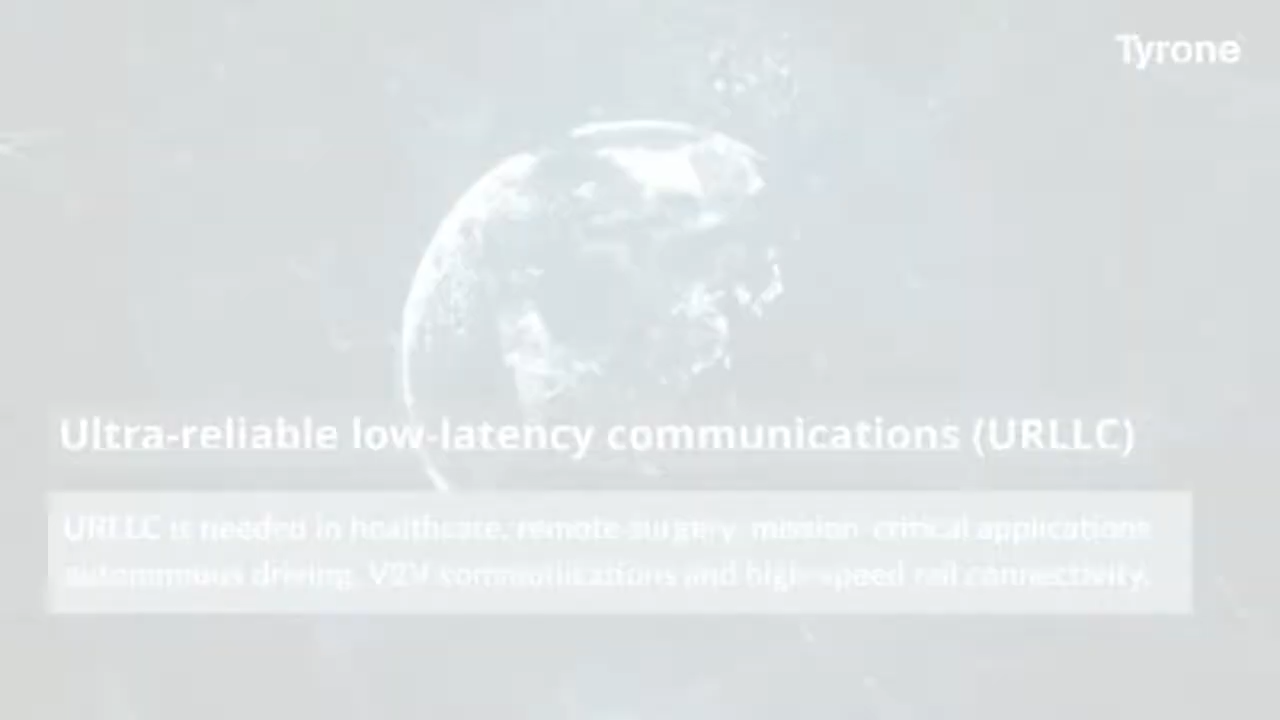 Tyrone
Ultra-reliable low-latency communications (URLLC)
URLLC is needed in healthcare, remote surgery mission critical applications
autonomous driving, V2V communications and high-speed rail connectivity.